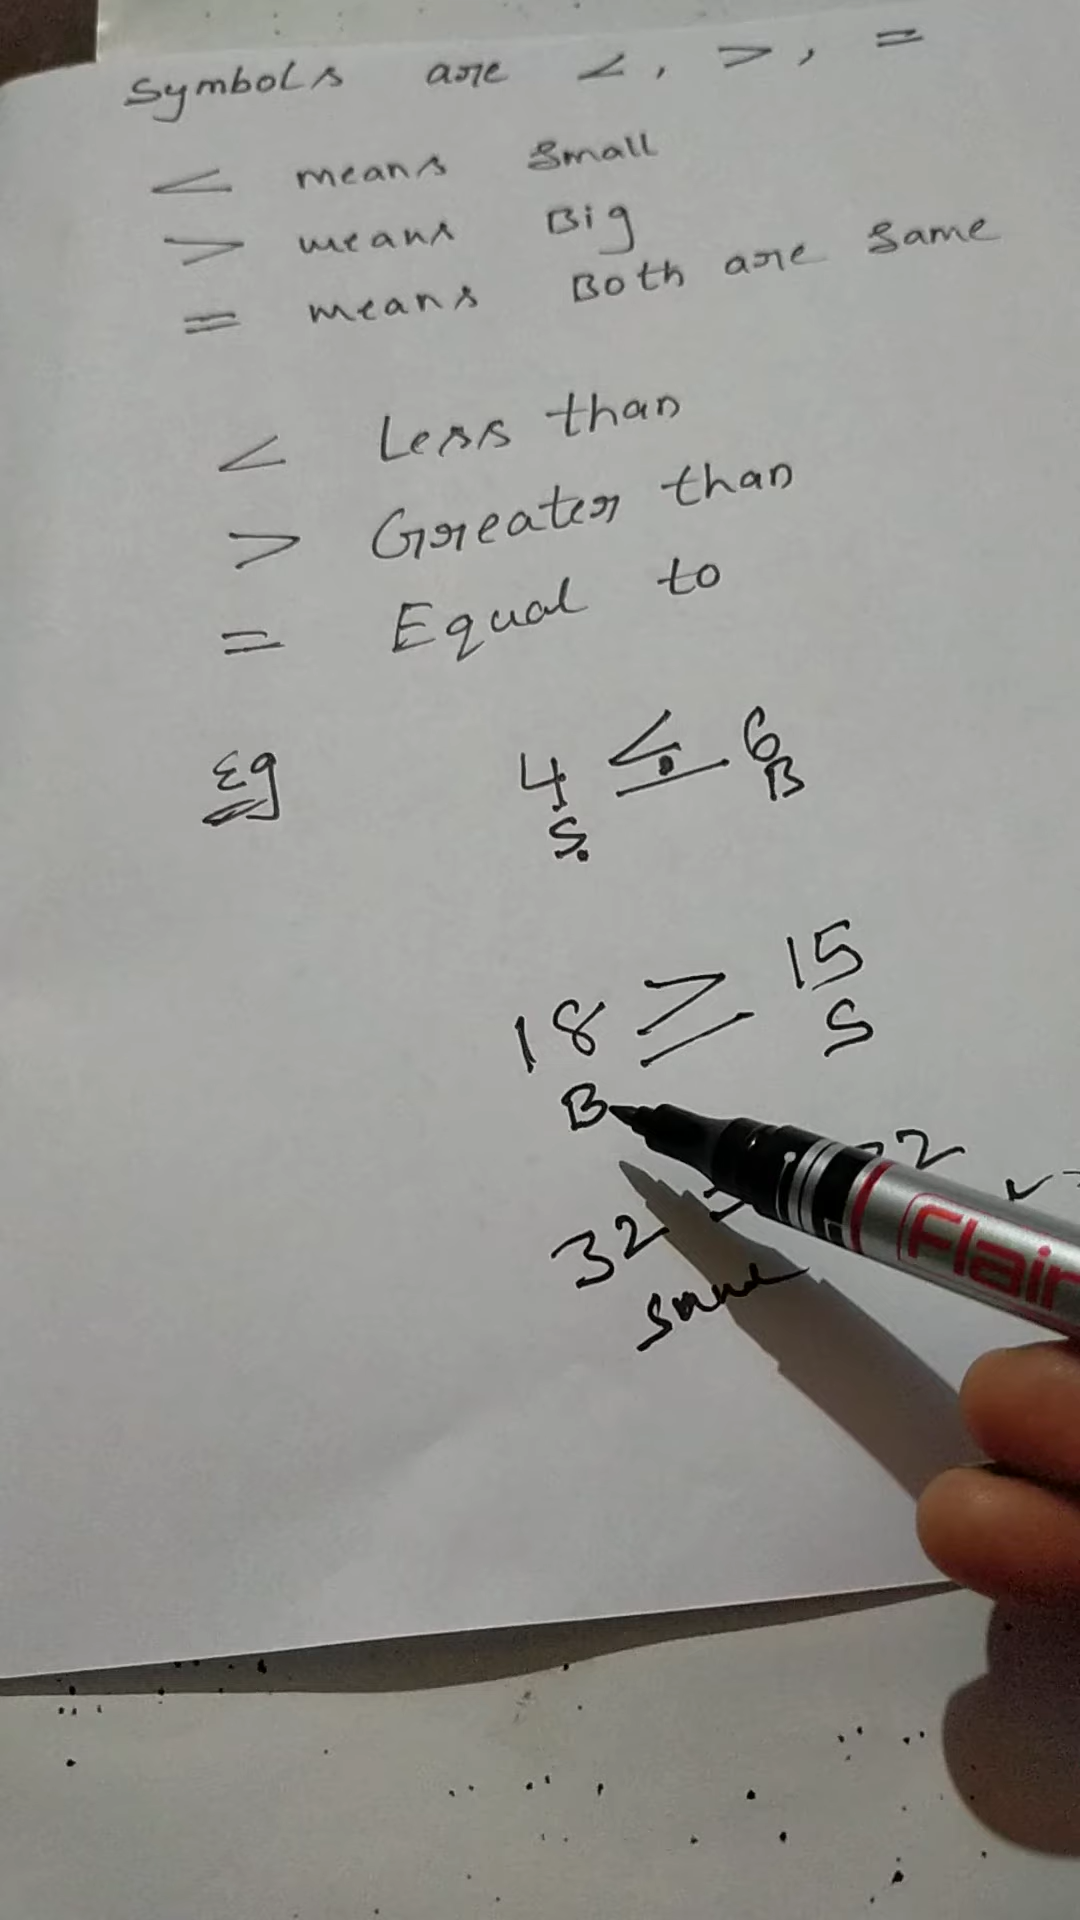 Symbols are <, >, =
< means small
> means Big
= means Both are same
< Less than
> Greater than
= Equal to
Eg 4 < 6
S. B
18 > 15
B S
32 = 32
same
Flair